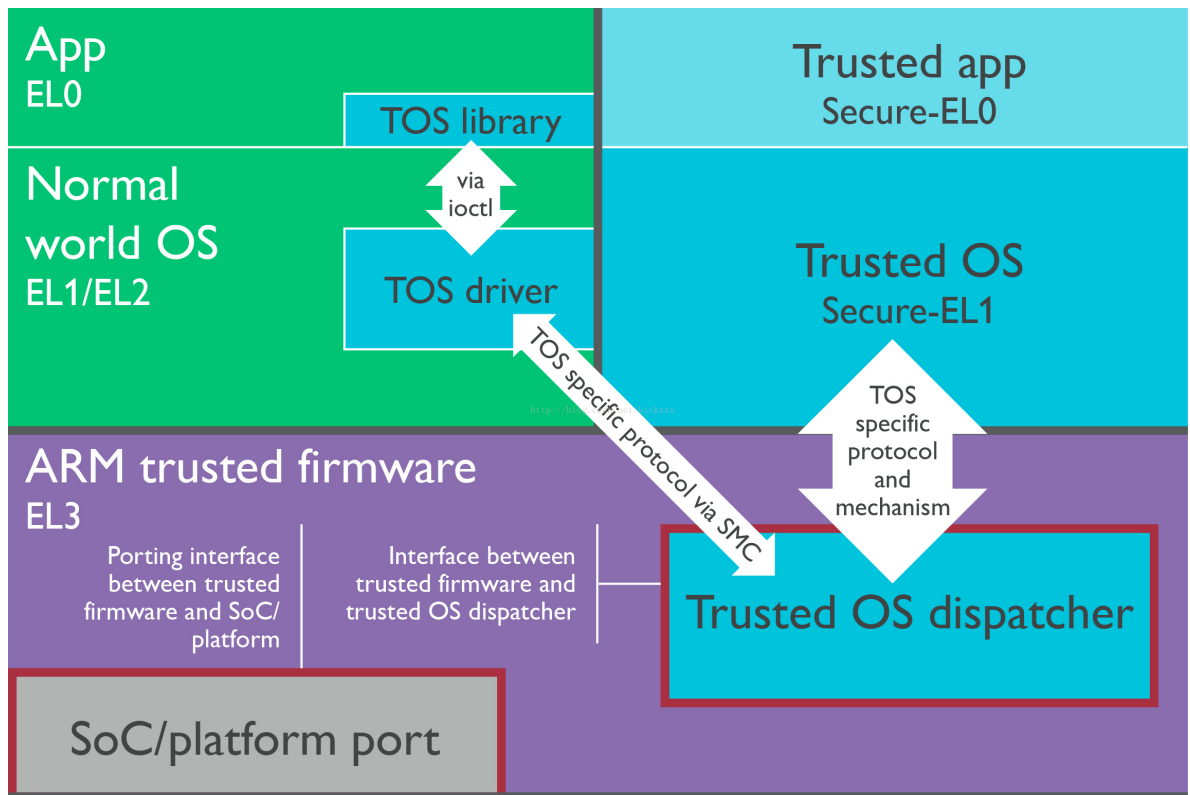 App
EL0
TOS library
Trusted app
Secure-EL0
Normal
world OS
EL1/EL2
via
ioctl
TOS driver
Trusted OS
Secure-EL1
TOS specific protocol via SMC
TOS
specific
protocol
and
mechanism
ARM trusted firmware
EL3
Porting interface
between trusted
firmware and SoC/
platform
Interface between
trusted firmware and
trusted OS dispatcher
Trusted OS dispatcher
SoC/platform port